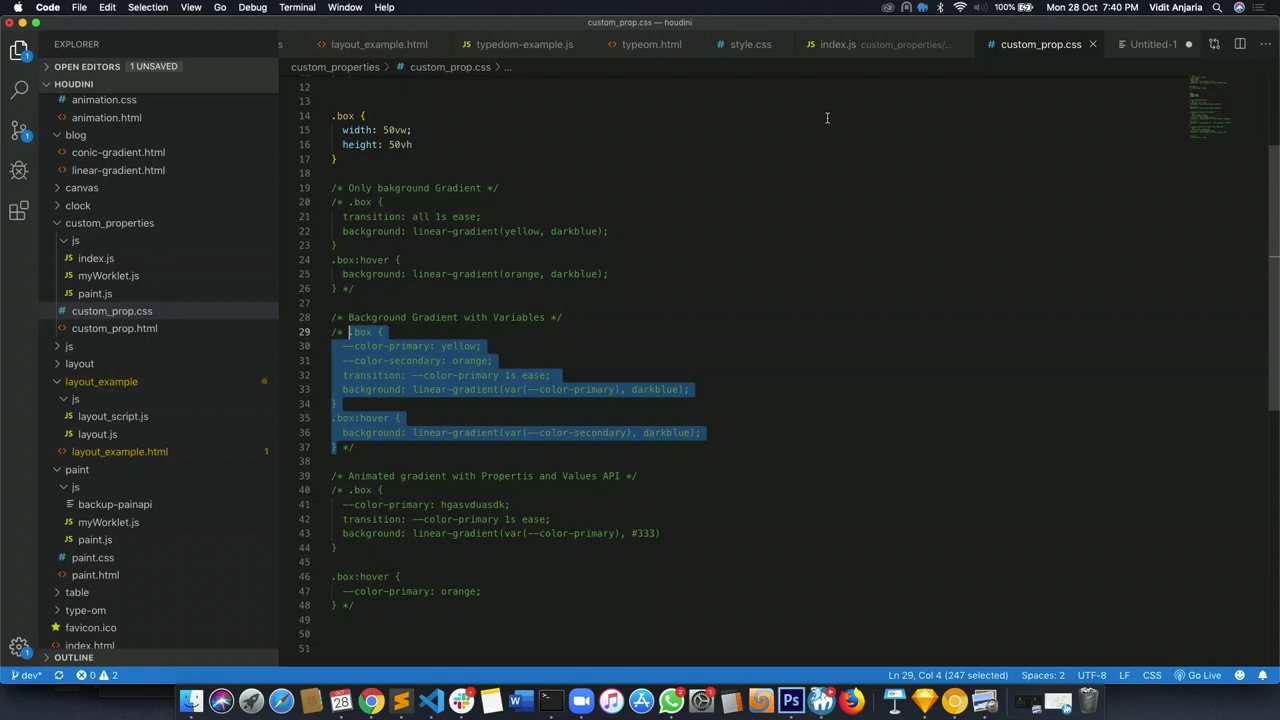 Code File Edit Selection View Go Debug Terminal Window Help
100% Mon 28 Oct 7:40 PM Vidit Anjaria
custom_prop.css — houdini
EXPLORER
s layout_example.html typedom-example.js typeom.html style.css index.js custom_properties/... custom_prop.css Untitled-1
OPEN EDITORS 1 UNSAVED
custom_properties > custom_prop.css > ...
HOUDINI
animation.css
animation.html
blog
conic-gradient.html
linear-gradient.html
canvas
clock
custom_properties
js
index.js
myWorklet.js
paint.js
custom_prop.css
custom_prop.html
js
layout
layout_example
js
layout_script.js
layout.js
layout_example.html 1
paint
js
backup-painapi
myWorklet.js
paint.js
paint.css
paint.html
table
type-om
favicon.ico
index.html
OUTLINE
12
13
14 .box {
15 width: 50vw;
16 height: 50vh
17 }
18
19 /* Only bakground Gradient */
20 /* .box {
21 transition: all 1s ease;
22 background: linear-gradient(yellow, darkblue);
23 }
24 .box:hover {
25 background: linear-gradient(orange, darkblue);
26 } */
27
28 /* Background Gradient with Variables */
29 /* .box {
30 --color-primary: yellow;
31 --color-secondary: orange;
32 transition: --color-primary 1s ease;
33 background: linear-gradient(var(--color-primary), darkblue);
34 }
35 .box:hover {
36 background: linear-gradient(var(--color-secondary), darkblue);
37 } */
38
39 /* Animated gradient with Propertis and Values API */
40 /* .box {
41 --color-primary: hgasvduasdk;
42 transition: --color-primary 1s ease;
43 background: linear-gradient(var(--color-primary), #333)
44 }
45
46 .box:hover {
47 --color-primary: orange;
48 } */
49
50
51
dev* 0 2 Ln 29, Col 4 (247 selected) Spaces: 2 UTF-8 LF CSS Go Live